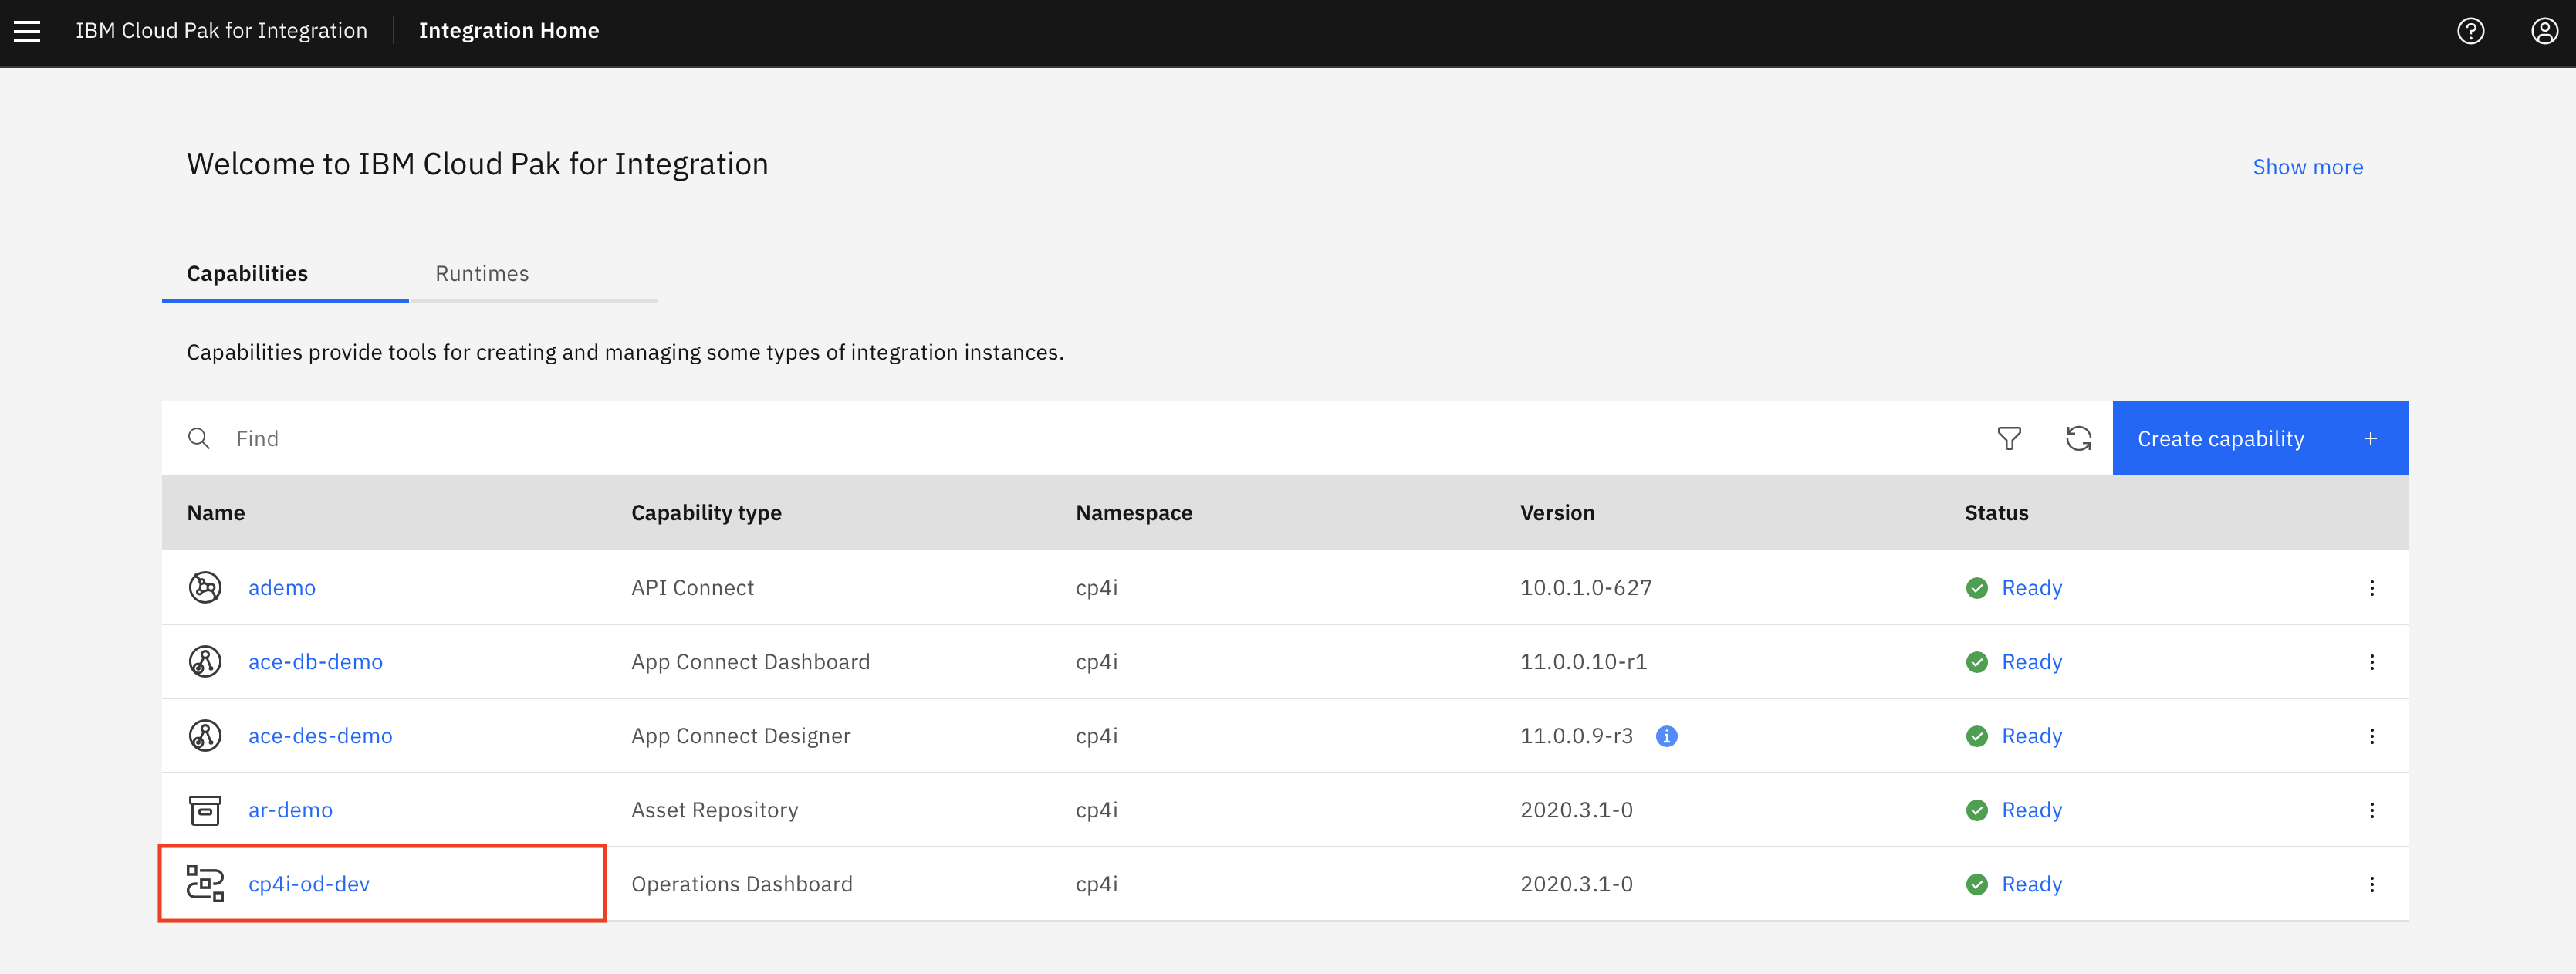 IBM Cloud Pak for Integration Integration Home
Welcome to IBM Cloud Pak for Integration Show more
Capabilities Runtimes
Capabilities provide tools for creating and managing some types of integration instances.
Find Create capability +
Name Capability type Namespace Version Status
ademo API Connect cp4i 10.0.1.0-627 Ready
ace-db-demo App Connect Dashboard cp4i 11.0.0.10-r1 Ready
ace-des-demo App Connect Designer cp4i 11.0.0.9-r3 Ready
ar-demo Asset Repository cp4i 2020.3.1-0 Ready
cp4i-od-dev Operations Dashboard cp4i 2020.3.1-0 Ready